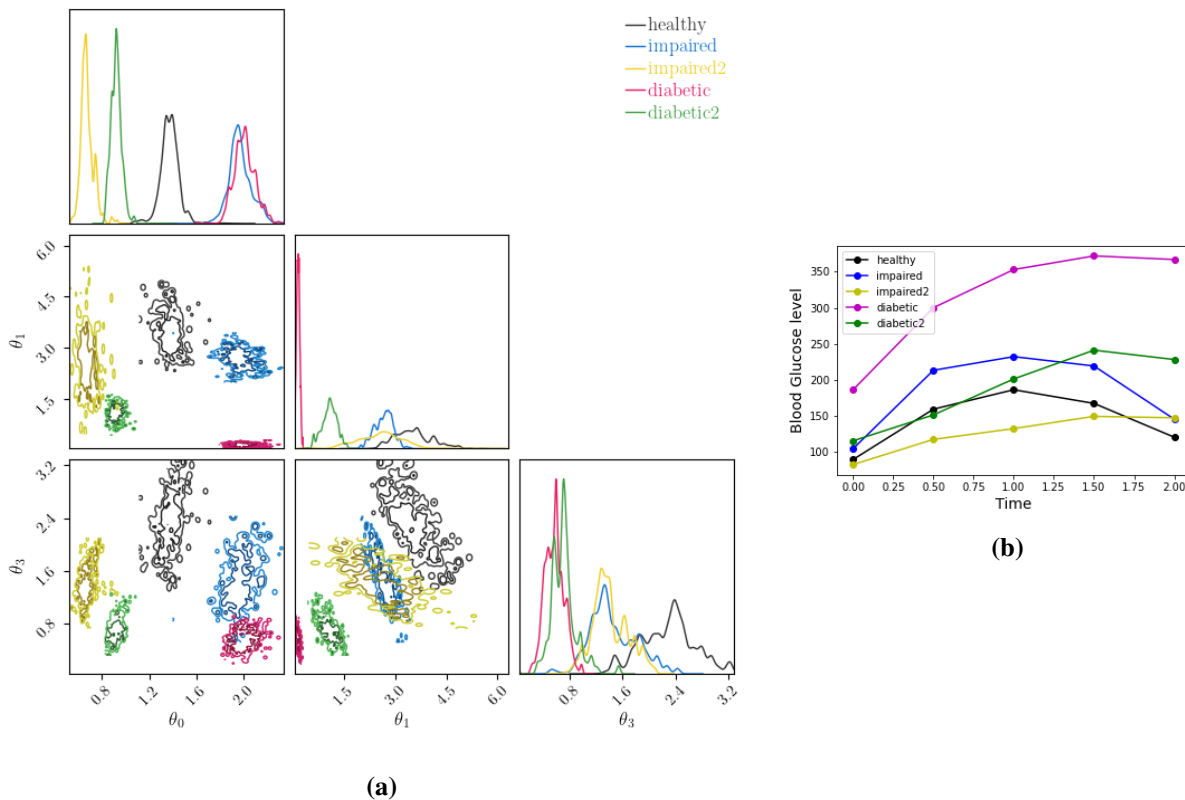 healthy
impaired
impaired2
diabetic
diabetic2
6.0
4.5
3.0
1.5
θ1
3.2
2.4
1.6
0.8
θ3
0.8 1.2 1.6 2.0
θ0
1.5 3.0 4.5 6.0
θ1
0.8 1.6 2.4 3.2
θ3
(a)
healthy
impaired
impaired2
diabetic
diabetic2
350
300
250
200
150
100
Blood Glucose level
0.00 0.25 0.50 0.75 1.00 1.25 1.50 1.75 2.00
Time
(b)